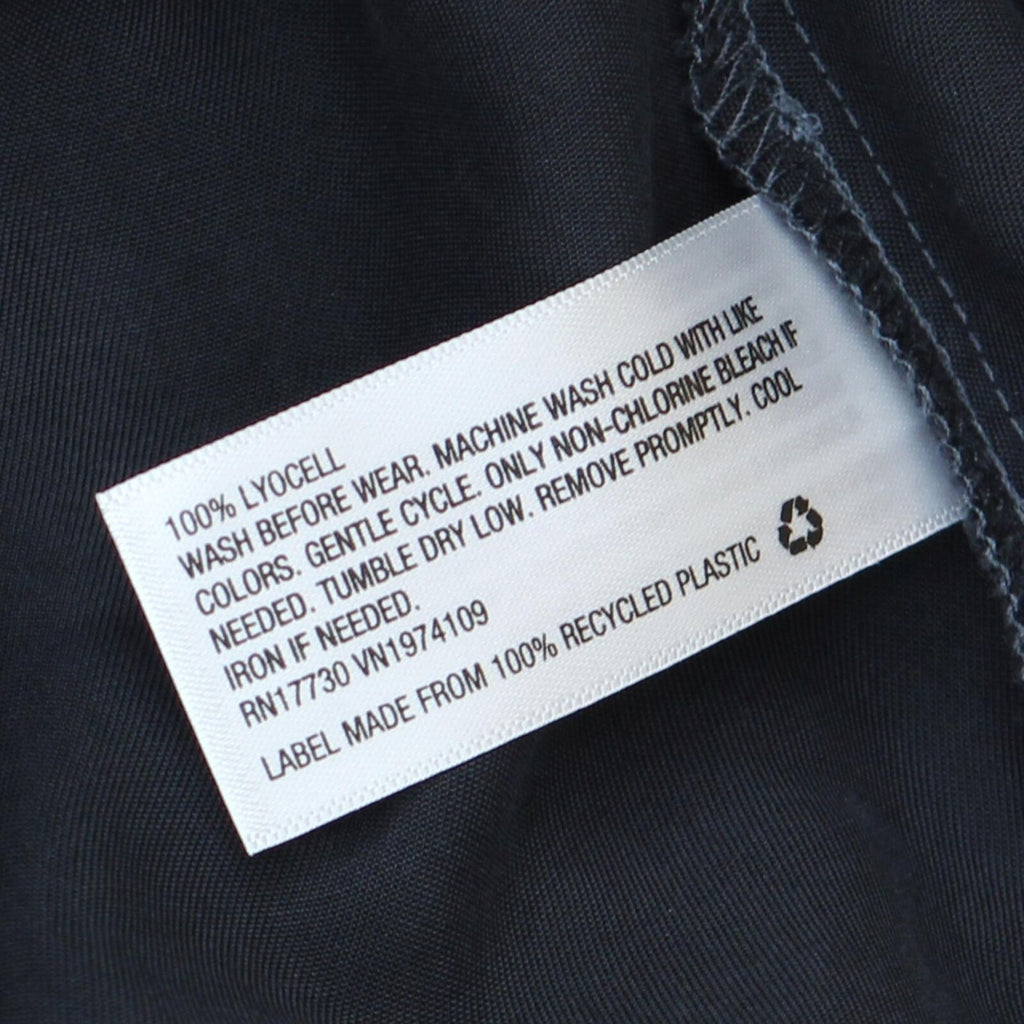 100% LYOCELL
WASH BEFORE WEAR. MACHINE WASH COLD WITH LIKE
COLORS. GENTLE CYCLE. ONLY NON-CHLORINE BLEACH IF
NEEDED. TUMBLE DRY LOW. REMOVE PROMPTLY. COOL
IRON IF NEEDED.
RN17730 VN1974109
LABEL MADE FROM 100% RECYCLED PLASTIC